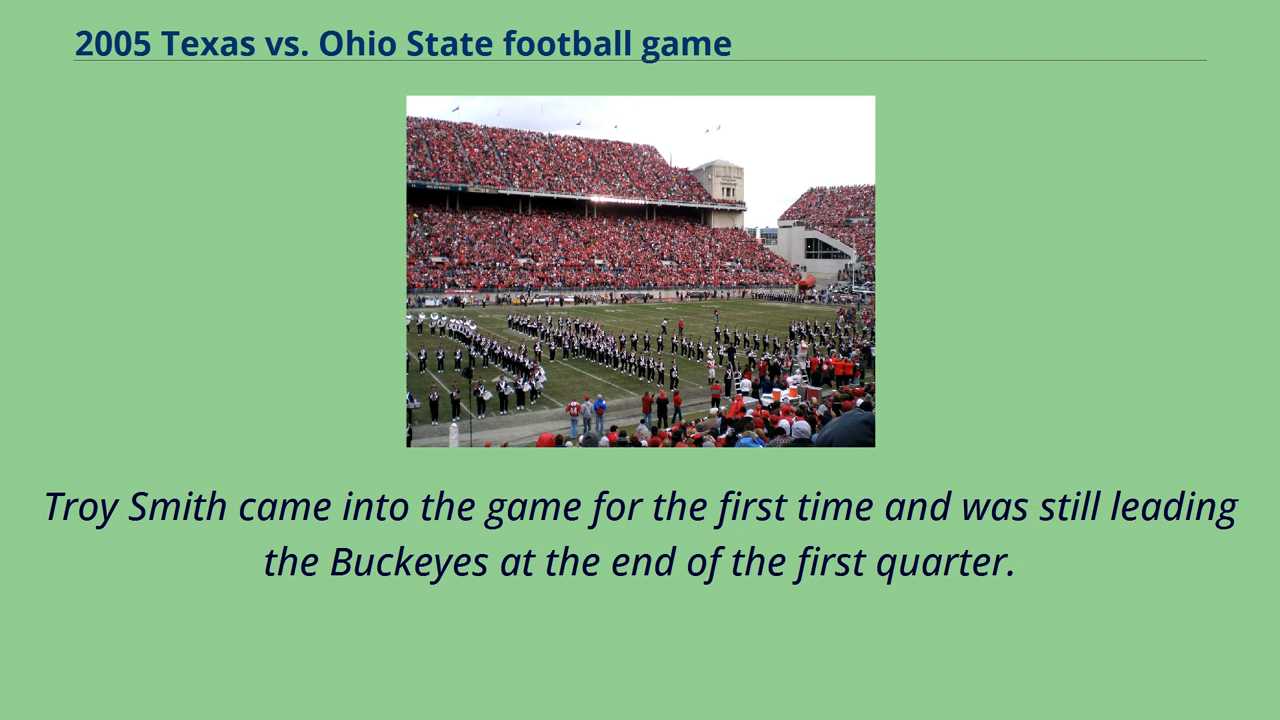 2005 Texas vs. Ohio State football game
Troy Smith came into the game for the first time and was still leading
the Buckeyes at the end of the first quarter.